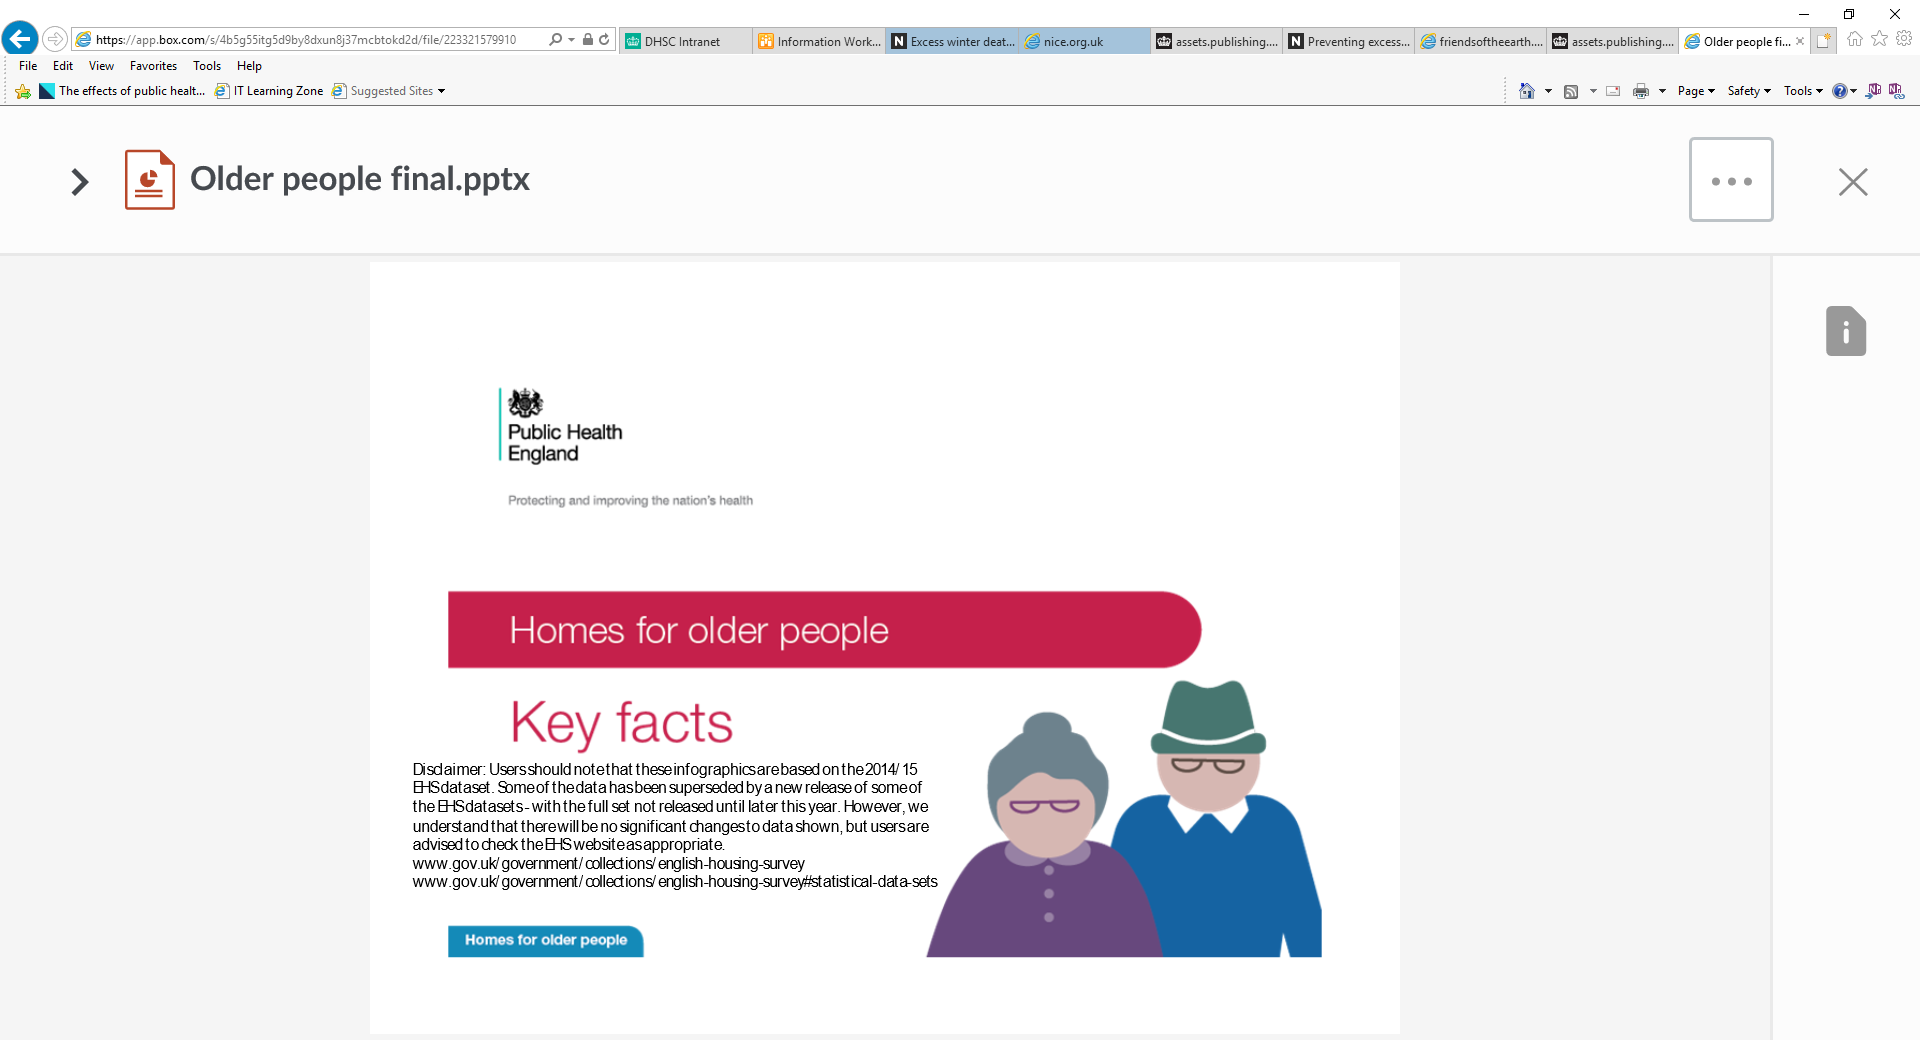 https://app.box.com/s/4b5g55itg5d9by8dxun8j37mcbtokd2d/file/223321579910
DHSC Intranet
Information Work...
Excess winter deat...
nice.org.uk
assets.publishing....
Preventing excess...
friendsoftheearth....
assets.publishing....
Older people fi...
File Edit View Favorites Tools Help
The effects of public healt... IT Learning Zone Suggested Sites
Page Safety Tools
Older people final.pptx
Public Health
England
Protecting and improving the nation's health
Homes for older people
Key facts
Disclaimer: Users should note that these infographics are based on the 2014/15
EHS dataset. Some of the data has been superseded by a new release of some of
the EHS datasets - with the full set not released until later this year. However, we
understand that there will be no significant changes to data shown, but users are
advised to check the EHS website as appropriate.
www.gov.uk/government/collections/english-housing-survey
www.gov.uk/government/collections/english-housing-survey#statistical-data-sets
Homes for older people